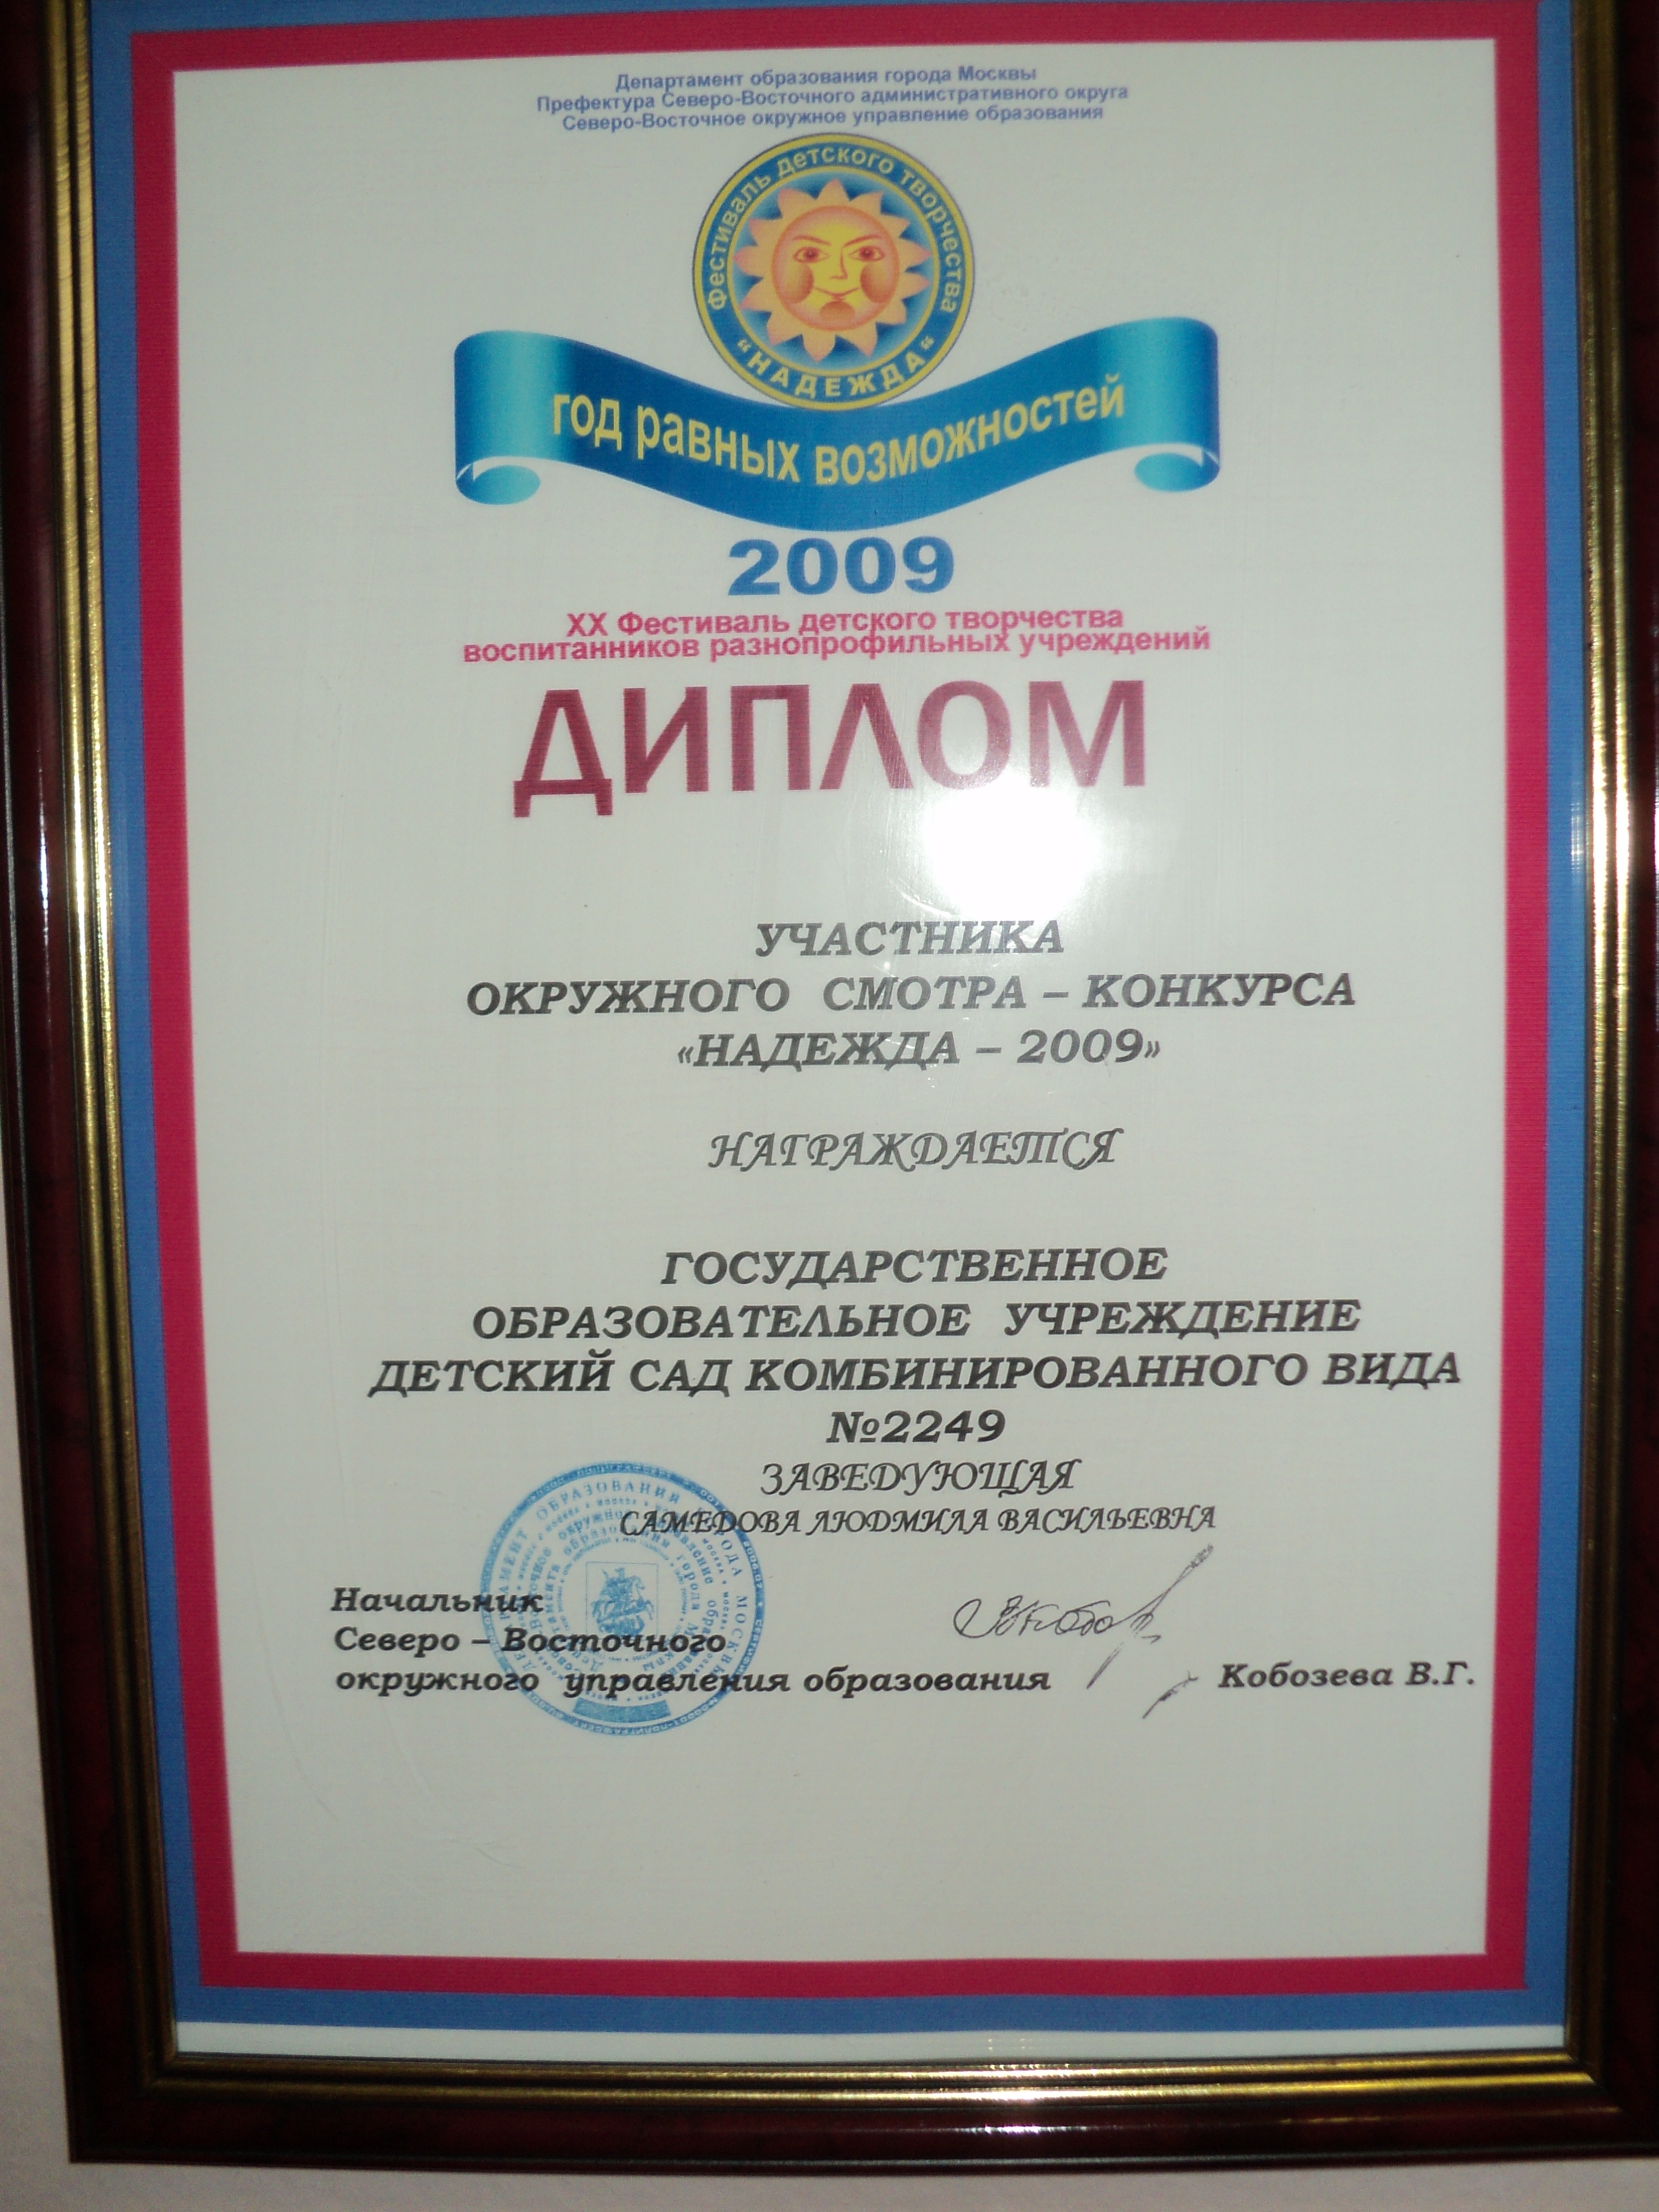 Департамент образования города Москвы
Префектура Северо-Восточного административного округа
Северо-Восточное окружное управление образования
Фестиваль детского творчества
"НАДЕЖДА"
год равных возможностей
2009
XX Фестиваль детского творчества
воспитанников разнопрофильных учреждений
ДИПЛОМ
УЧАСТНИКА
ОКРУЖНОГО СМОТРА – КОНКУРСА
«НАДЕЖДА – 2009»
НАГРАЖДАЕТСЯ
ГОСУДАРСТВЕННОЕ
ОБРАЗОВАТЕЛЬНОЕ УЧРЕЖДЕНИЕ
ДЕТСКИЙ САД КОМБИНИРОВАННОГО ВИДА
№2249
ЗАВЕДУЮЩАЯ
САМЕДОВА ЛЮДМИЛА ВАСИЛЬЕВНА
Начальник
Северо – Восточного
окружного управления образования Кобозева В.Г.